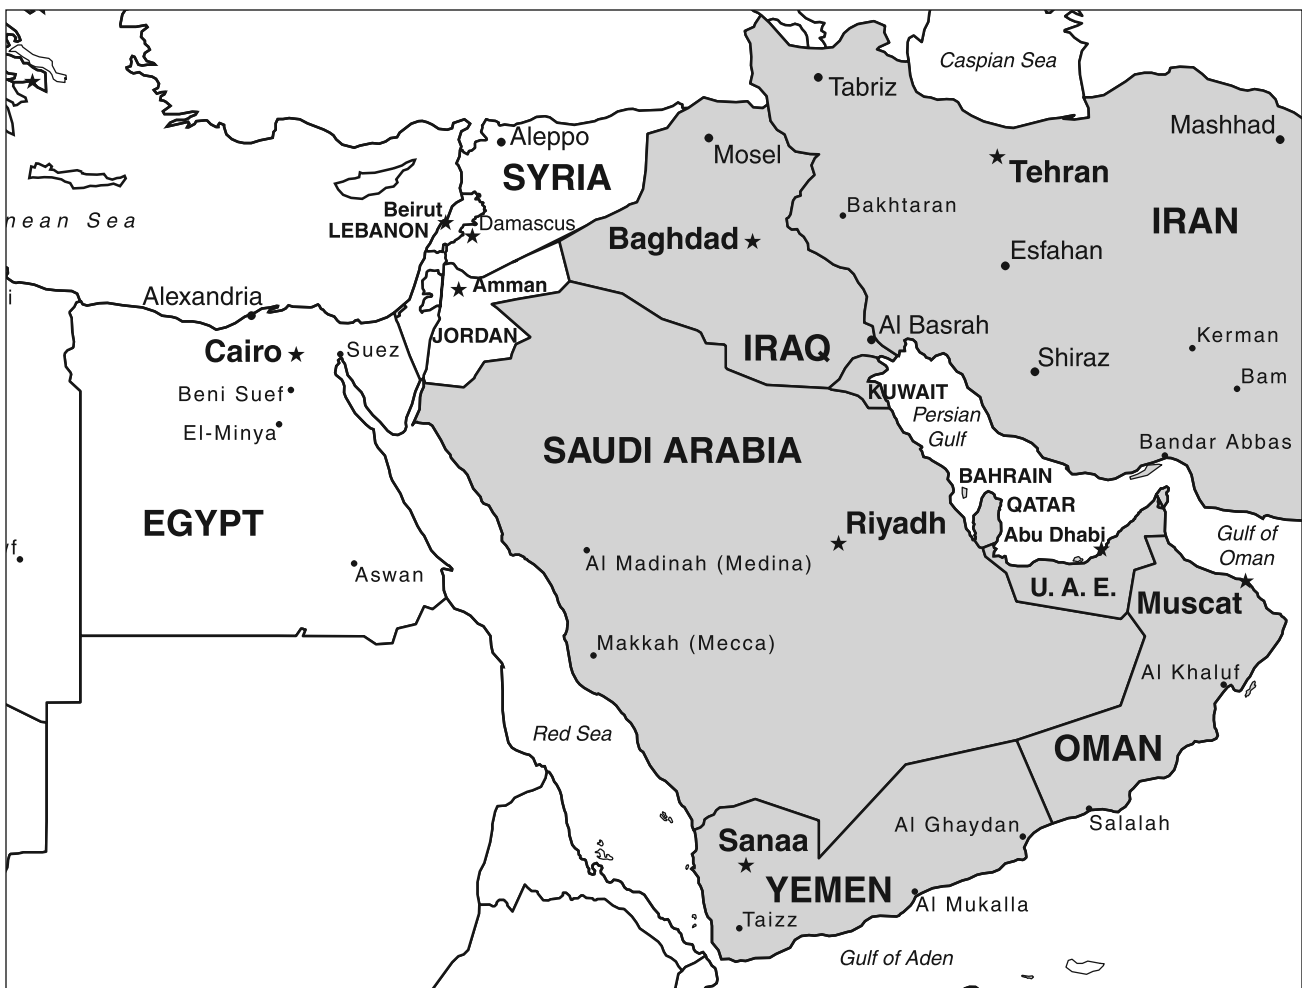 Caspian Sea
Tabriz
Mashhad
Aleppo
Mosel
Tehran
SYRIA
Beirut
LEBANON
Damascus
Bakhtaran
IRAN
nean Sea
Baghdad
Esfahan
Alexandria
Amman
i
JORDAN
Al Basrah
Cairo
Suez
IRAQ
Kerman
Shiraz
Bam
Beni Suef
KUWAIT
El-Minya
Persian
Gulf
SAUDI ARABIA
Bandar Abbas
BAHRAIN
QATAR
EGYPT
Riyadh
Abu Dhabi
Gulf of
Oman
yf
Al Madinah (Medina)
Aswan
U. A. E.
Muscat
Makkah (Mecca)
Al Khaluf
Red Sea
OMAN
Sanaa
Al Ghaydan
Salalah
YEMEN
Al Mukalla
Taizz
Gulf of Aden